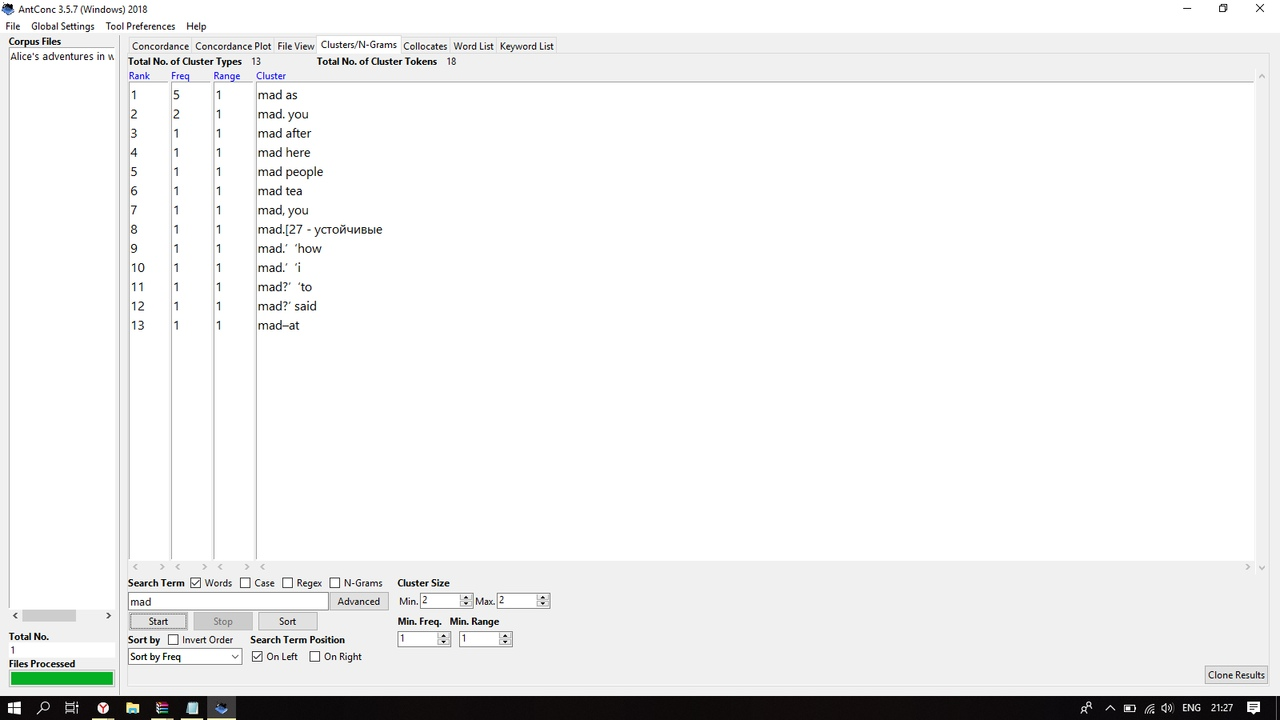 AntConc 3.5.7 (Windows) 2018
File Global Settings Tool Preferences Help
Corpus Files
Alice's adventures in w
Concordance Concordance Plot File View Clusters/N-Grams Collocates Word List Keyword List
Total No. of Cluster Types 13 Total No. of Cluster Tokens 18
Rank Freq Range Cluster
1 5 1 mad as
2 2 1 mad. you
3 1 1 mad after
4 1 1 mad here
5 1 1 mad people
6 1 1 mad tea
7 1 1 mad, you
8 1 1 mad.[27 - устойчивые
9 1 1 mad.’ ‘how
10 1 1 mad.’ ‘i
11 1 1 mad?’ ‘to
12 1 1 mad?’ said
13 1 1 mad–at
Search Term Words Case Regex N-Grams Cluster Size
mad Advanced Min. 2 Max. 2
Start Stop Sort Min. Freq. Min. Range
Total No.
1
Sort by Invert Order Search Term Position 1 1
Sort by Freq On Left On Right
Files Processed
Clone Results
ENG 21:27